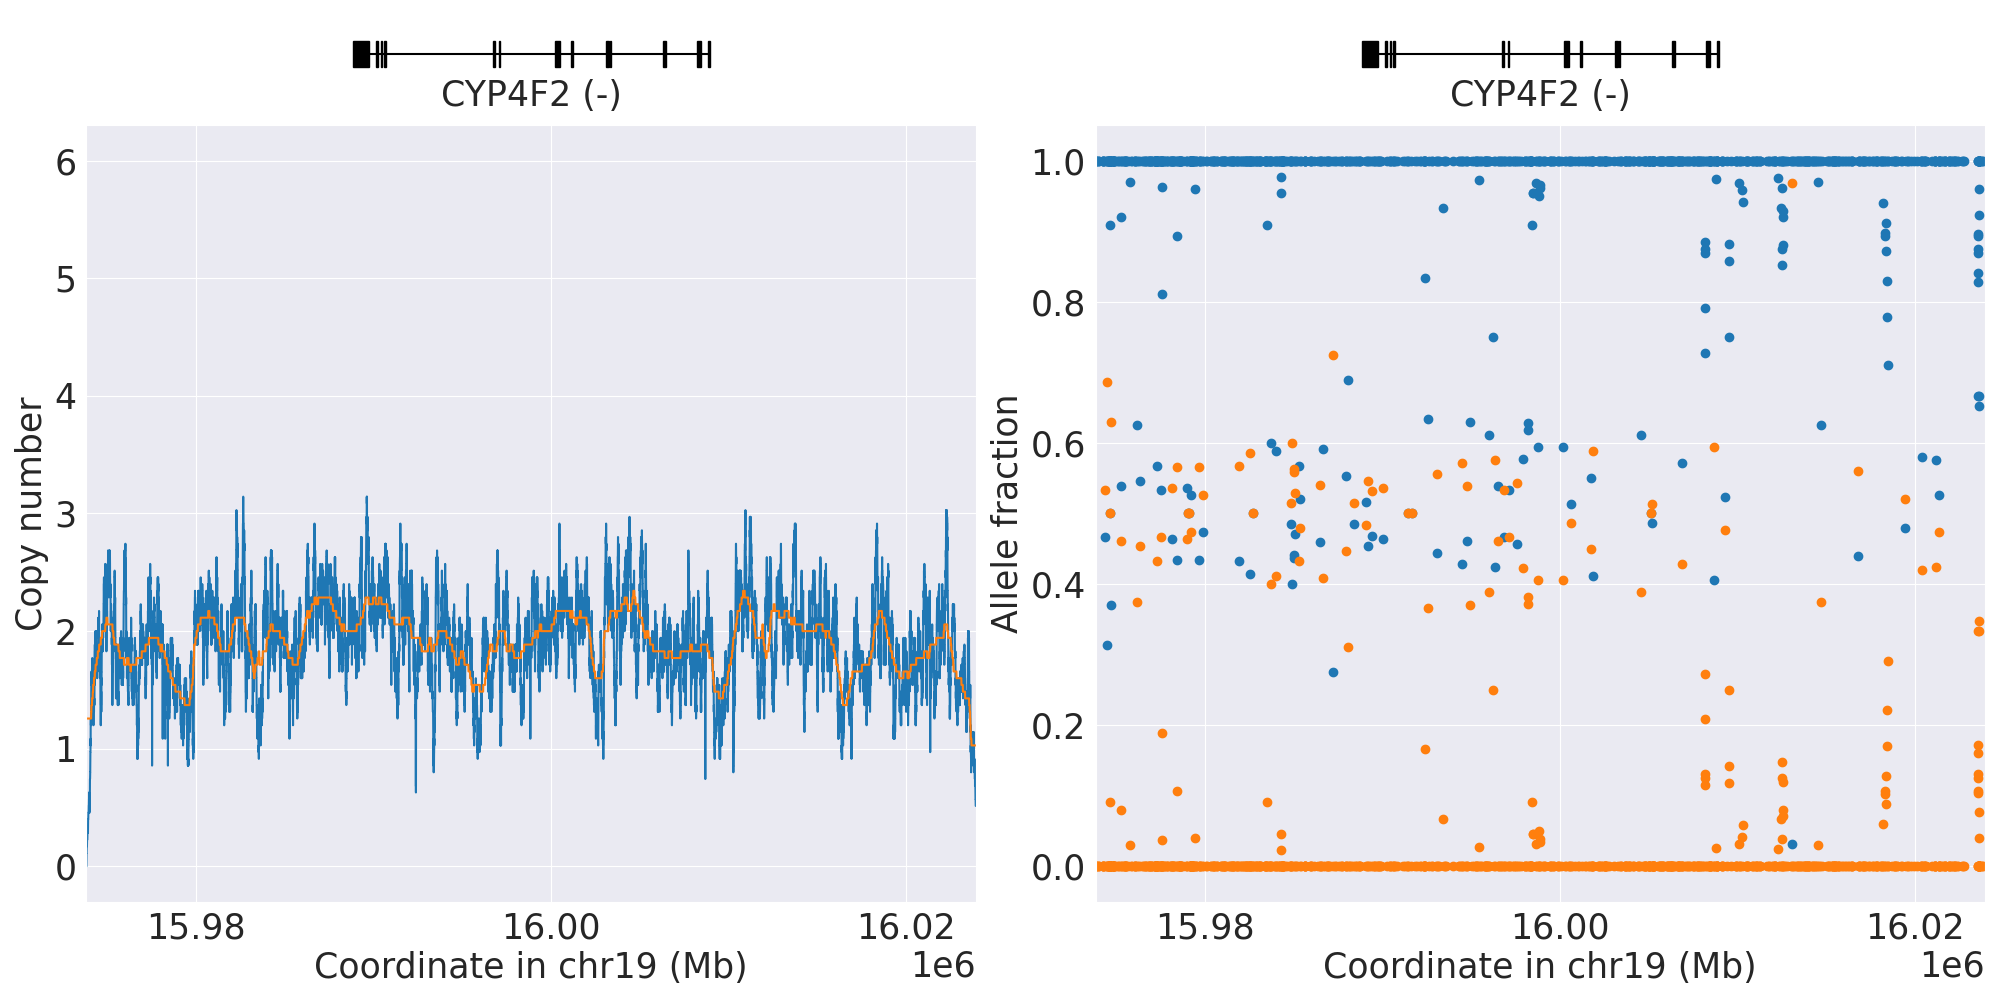 CYP4F2 (-)
6
5
4
3
2
1
0
Copy number
15.98
16.00
16.02
Coordinate in chr19 (Mb)
1e6
CYP4F2 (-)
1.0
0.8
0.6
0.4
0.2
0.0
Allele fraction
15.98
16.00
16.02
Coordinate in chr19 (Mb)
1e6